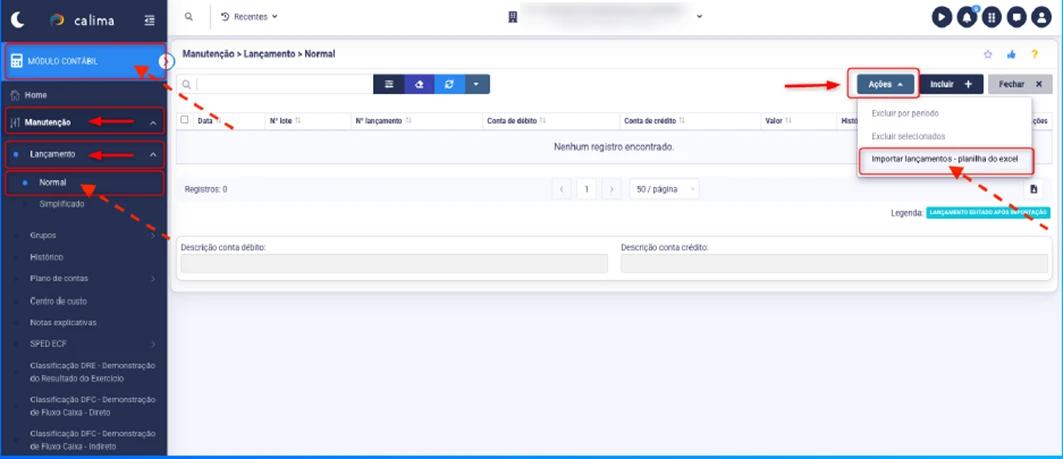 calima
Recentes
MÓDULO CONTÁBIL
Home
Manutenção
Lançamento
Normal
Simplificado
Grupos
Histórico
Plano de contas
Centro de custo
Notas explicativas
SPED ECF
Classificação DRE - Demonstração
do Resultado do Exercício
Classificação DFC - Demonstração
de Fluxo Caixa - Direto
Classificação DFC - Demonstração
de Fluxo Caixa - Indireto
Manutenção > Lançamento > Normal
Ações
Incluir +
Fechar X
Excluir por período
Excluir selecionados
Importar lançamentos - planilha do excel
Data
N° lote
N° lançamento
Conta de débito
Conta de crédito
Valor
Histó
ções
Nenhum registro encontrado.
Registros: 0
1
50 / página
Legenda: LANÇAMENTO EDITADO APÓS IMPORTAÇÃO
Descrição conta débito:
Descrição conta crédito: